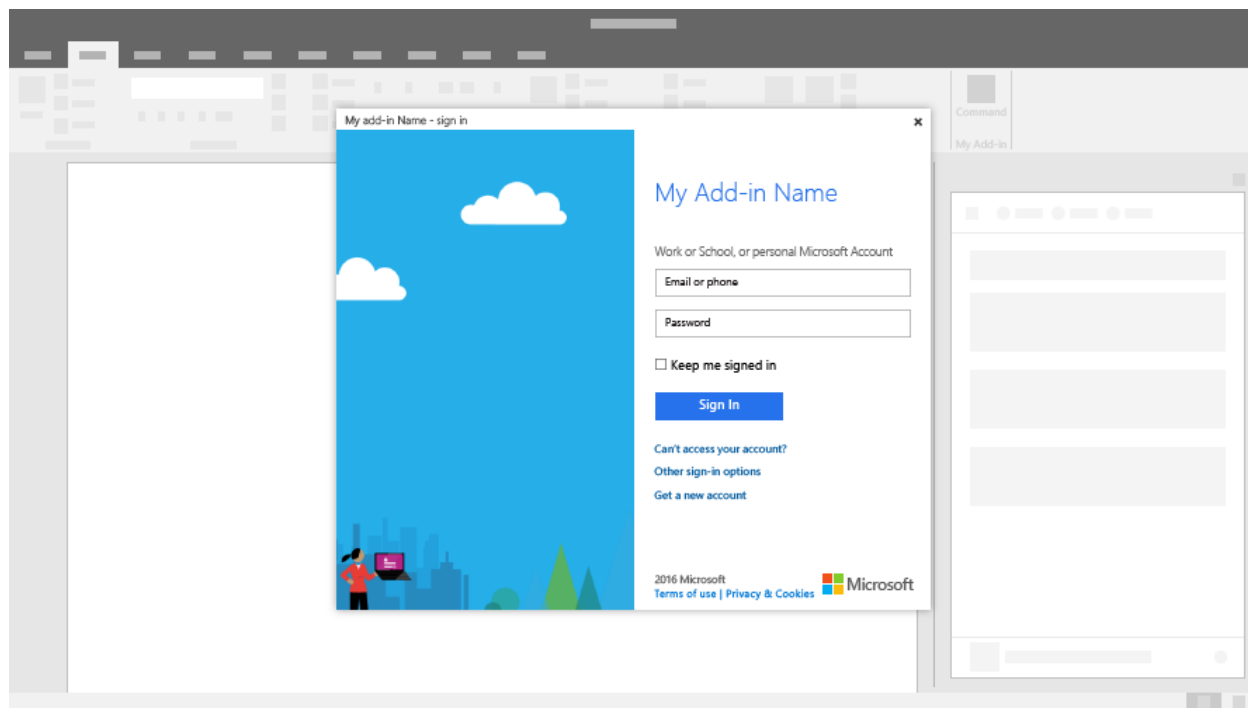 My add-in Name - sign in
Command
My Add-in
My Add-in Name
Work or School, or personal Microsoft Account
Email or phone
Password
Keep me signed in
Sign In
Can't access your account?
Other sign-in options
Get a new account
2016 Microsoft
Terms of use | Privacy & Cookies
Microsoft